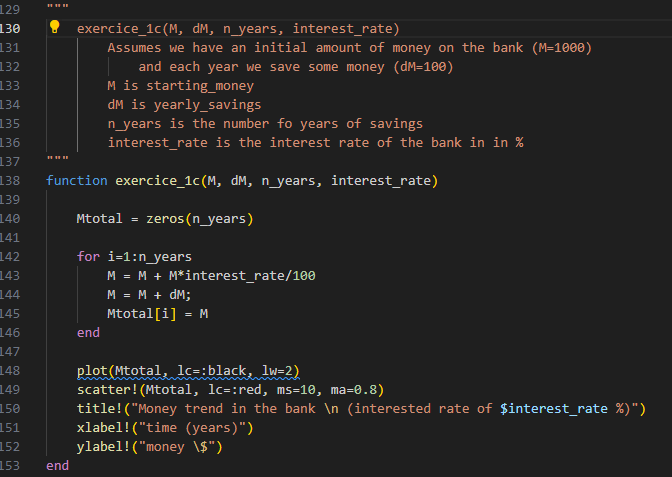 129 """
130 exercice_1c(M, dM, n_years, interest_rate)
131 Assumes we have an initial amount of money on the bank (M=1000)
132 and each year we save some money (dM=100)
133 M is starting_money
134 dM is yearly_savings
135 n_years is the number fo years of savings
136 interest_rate is the interest rate of the bank in in %
137 """
138 function exercice_1c(M, dM, n_years, interest_rate)
139
140 Mtotal = zeros(n_years)
141
142 for i=1:n_years
143 M = M + M*interest_rate/100
144 M = M + dM;
145 Mtotal[i] = M
146 end
147
148 plot(Mtotal, lc=:black, lw=2)
149 scatter!(Mtotal, lc=:red, ms=10, ma=0.8)
150 title!("Money trend in the bank \n (interested rate of $interest_rate %)")
151 xlabel!("time (years)")
152 ylabel!("money \$")
153 end